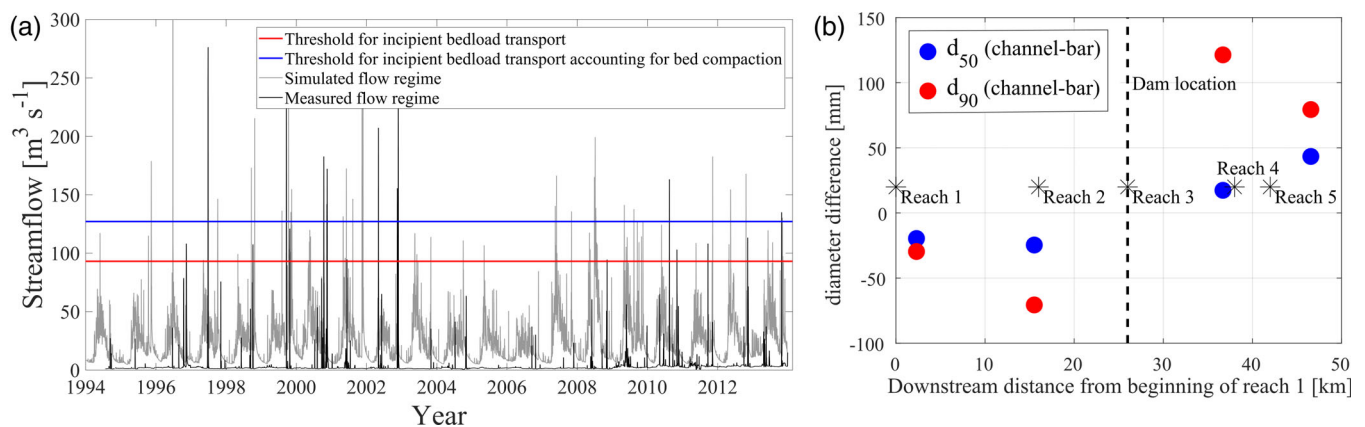 (a)
300
250
200
150
100
50
0
Streamflow [m³ s⁻¹]
Threshold for incipient bedload transport
Threshold for incipient bedload transport accounting for bed compaction
Simulated flow regime
Measured flow regime
1994 1996 1998 2000 2002 2004 2006 2008 2010 2012
Year
(b)
150
100
50
0
-50
-100
diameter difference [mm]
d50 (channel-bar)
d90 (channel-bar)
Dam location
Reach 1
Reach 2
Reach 3
Reach 4
Reach 5
0 10 20 30 40 50
Downstream distance from beginning of reach 1 [km]